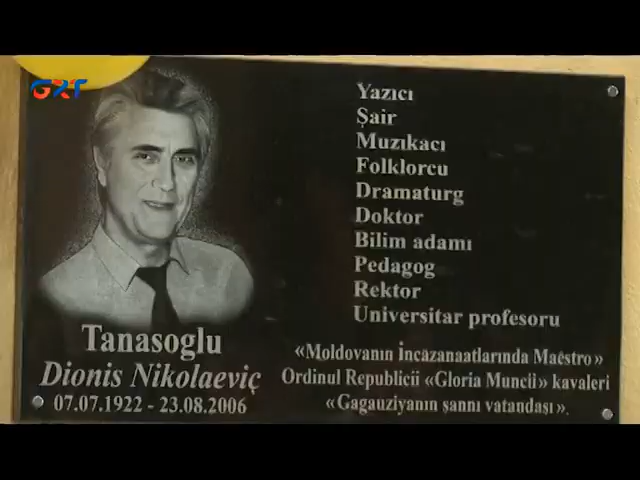 GRT
Yazıcı
Şair
Muzıkacı
Folklorcu
Dramaturg
Doktor
Bilim adamı
Pedagog
Rektor
Universitar profesoru
Tanasoglu
Dionis Nikolaeviç
07.07.1922 - 23.08.2006
«Moldovanın İncäzanaatlarında Maestro»
Ordinul Republicii «Gloria Muncii» kavaleri
«Gagauziyanın şannı vatandaşı».